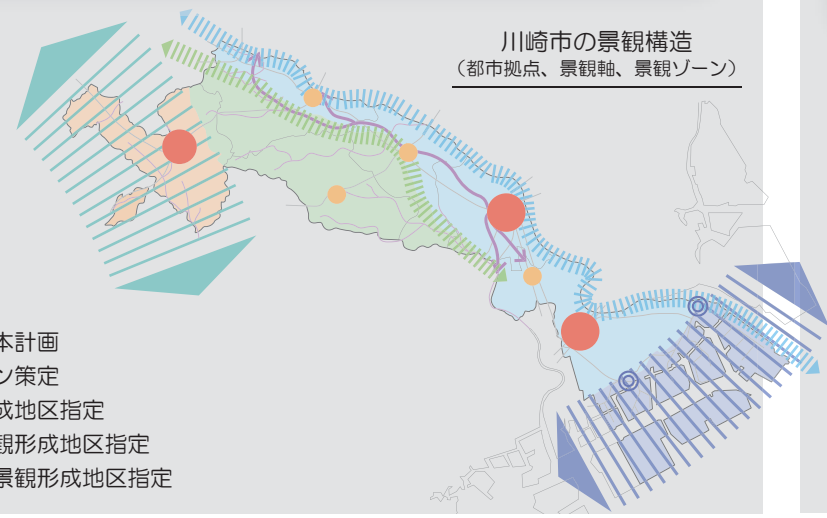 川崎市の景観構造
（都市拠点、景観軸、景観ゾーン）
本計画
ン策定
成地区指定
観形成地区指定
景観形成地区指定